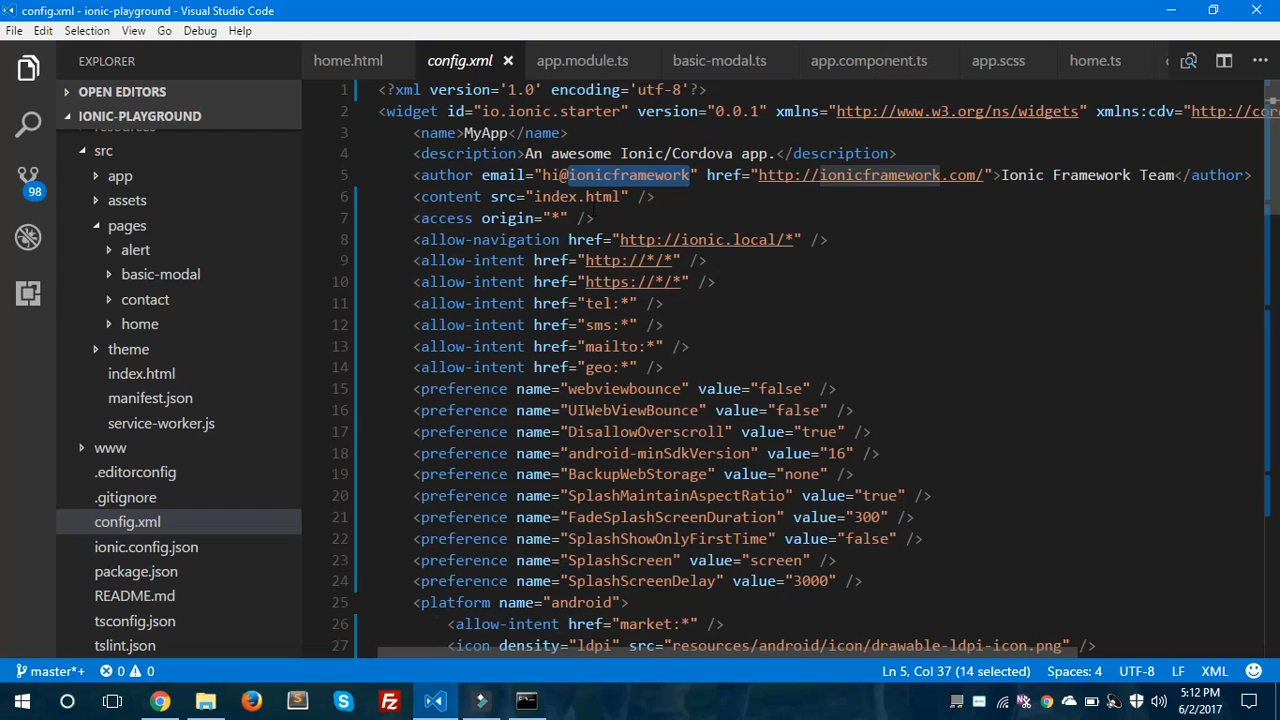 config.xml - ionic-playground - Visual Studio Code
File Edit Selection View Go Debug Help
EXPLORER
home.html config.xml app.module.ts basic-modal.ts app.component.ts app.scss home.ts
OPEN EDITORS
IONIC-PLAYGROUND
resources
src
app
assets
pages
alert
basic-modal
contact
home
theme
index.html
manifest.json
service-worker.js
www
.editorconfig
.gitignore
config.xml
ionic.config.json
package.json
README.md
tsconfig.json
tslint.json
98
1 <?xml version='1.0' encoding='utf-8'?>
2 <widget id="io.ionic.starter" version="0.0.1" xmlns="http://www.w3.org/ns/widgets" xmlns:cdv="http://cor
3 <name>MyApp</name>
4 <description>An awesome Ionic/Cordova app.</description>
5 <author email="hi@ionicframework" href="http://ionicframework.com/">Ionic Framework Team</author>
6 <content src="index.html" />
7 <access origin="*" />
8 <allow-navigation href="http://ionic.local/*" />
9 <allow-intent href="http://*/*" />
10 <allow-intent href="https://*/*" />
11 <allow-intent href="tel:*" />
12 <allow-intent href="sms:*" />
13 <allow-intent href="mailto:*" />
14 <allow-intent href="geo:*" />
15 <preference name="webviewbounce" value="false" />
16 <preference name="UIWebViewBounce" value="false" />
17 <preference name="DisallowOverscroll" value="true" />
18 <preference name="android-minSdkVersion" value="16" />
19 <preference name="BackupWebStorage" value="none" />
20 <preference name="SplashMaintainAspectRatio" value="true" />
21 <preference name="FadeSplashScreenDuration" value="300" />
22 <preference name="SplashShowOnlyFirstTime" value="false" />
23 <preference name="SplashScreen" value="screen" />
24 <preference name="SplashScreenDelay" value="3000" />
25 <platform name="android">
26 <allow-intent href="market:*" />
27 <icon density="ldpi" src="resources/android/icon/drawable-ldpi-icon.png" />
master*+ 0 0 Ln 5, Col 37 (14 selected) Spaces: 4 UTF-8 LF XML
5:12 PM
6/2/2017